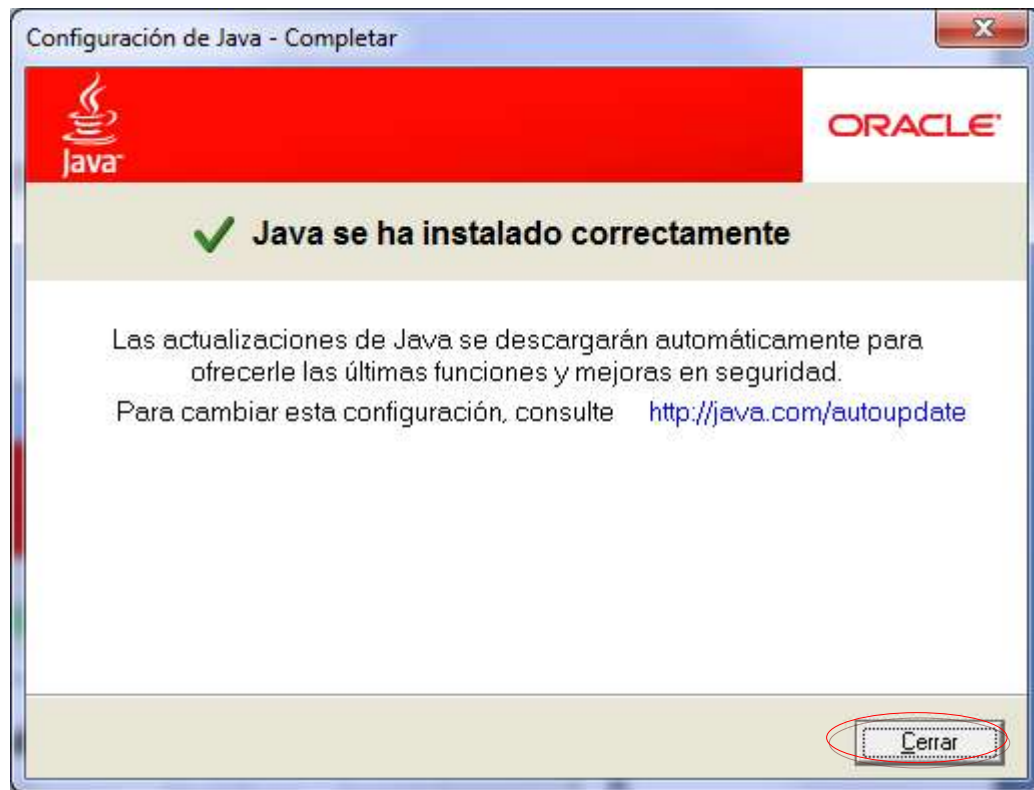 Configuración de Java - Completar
Java
ORACLE
Java se ha instalado correctamente
Las actualizaciones de Java se descargarán automáticamente para
ofrecerle las últimas funciones y mejoras en seguridad.
Para cambiar esta configuración, consulte http://java.com/autoupdate
Cerrar